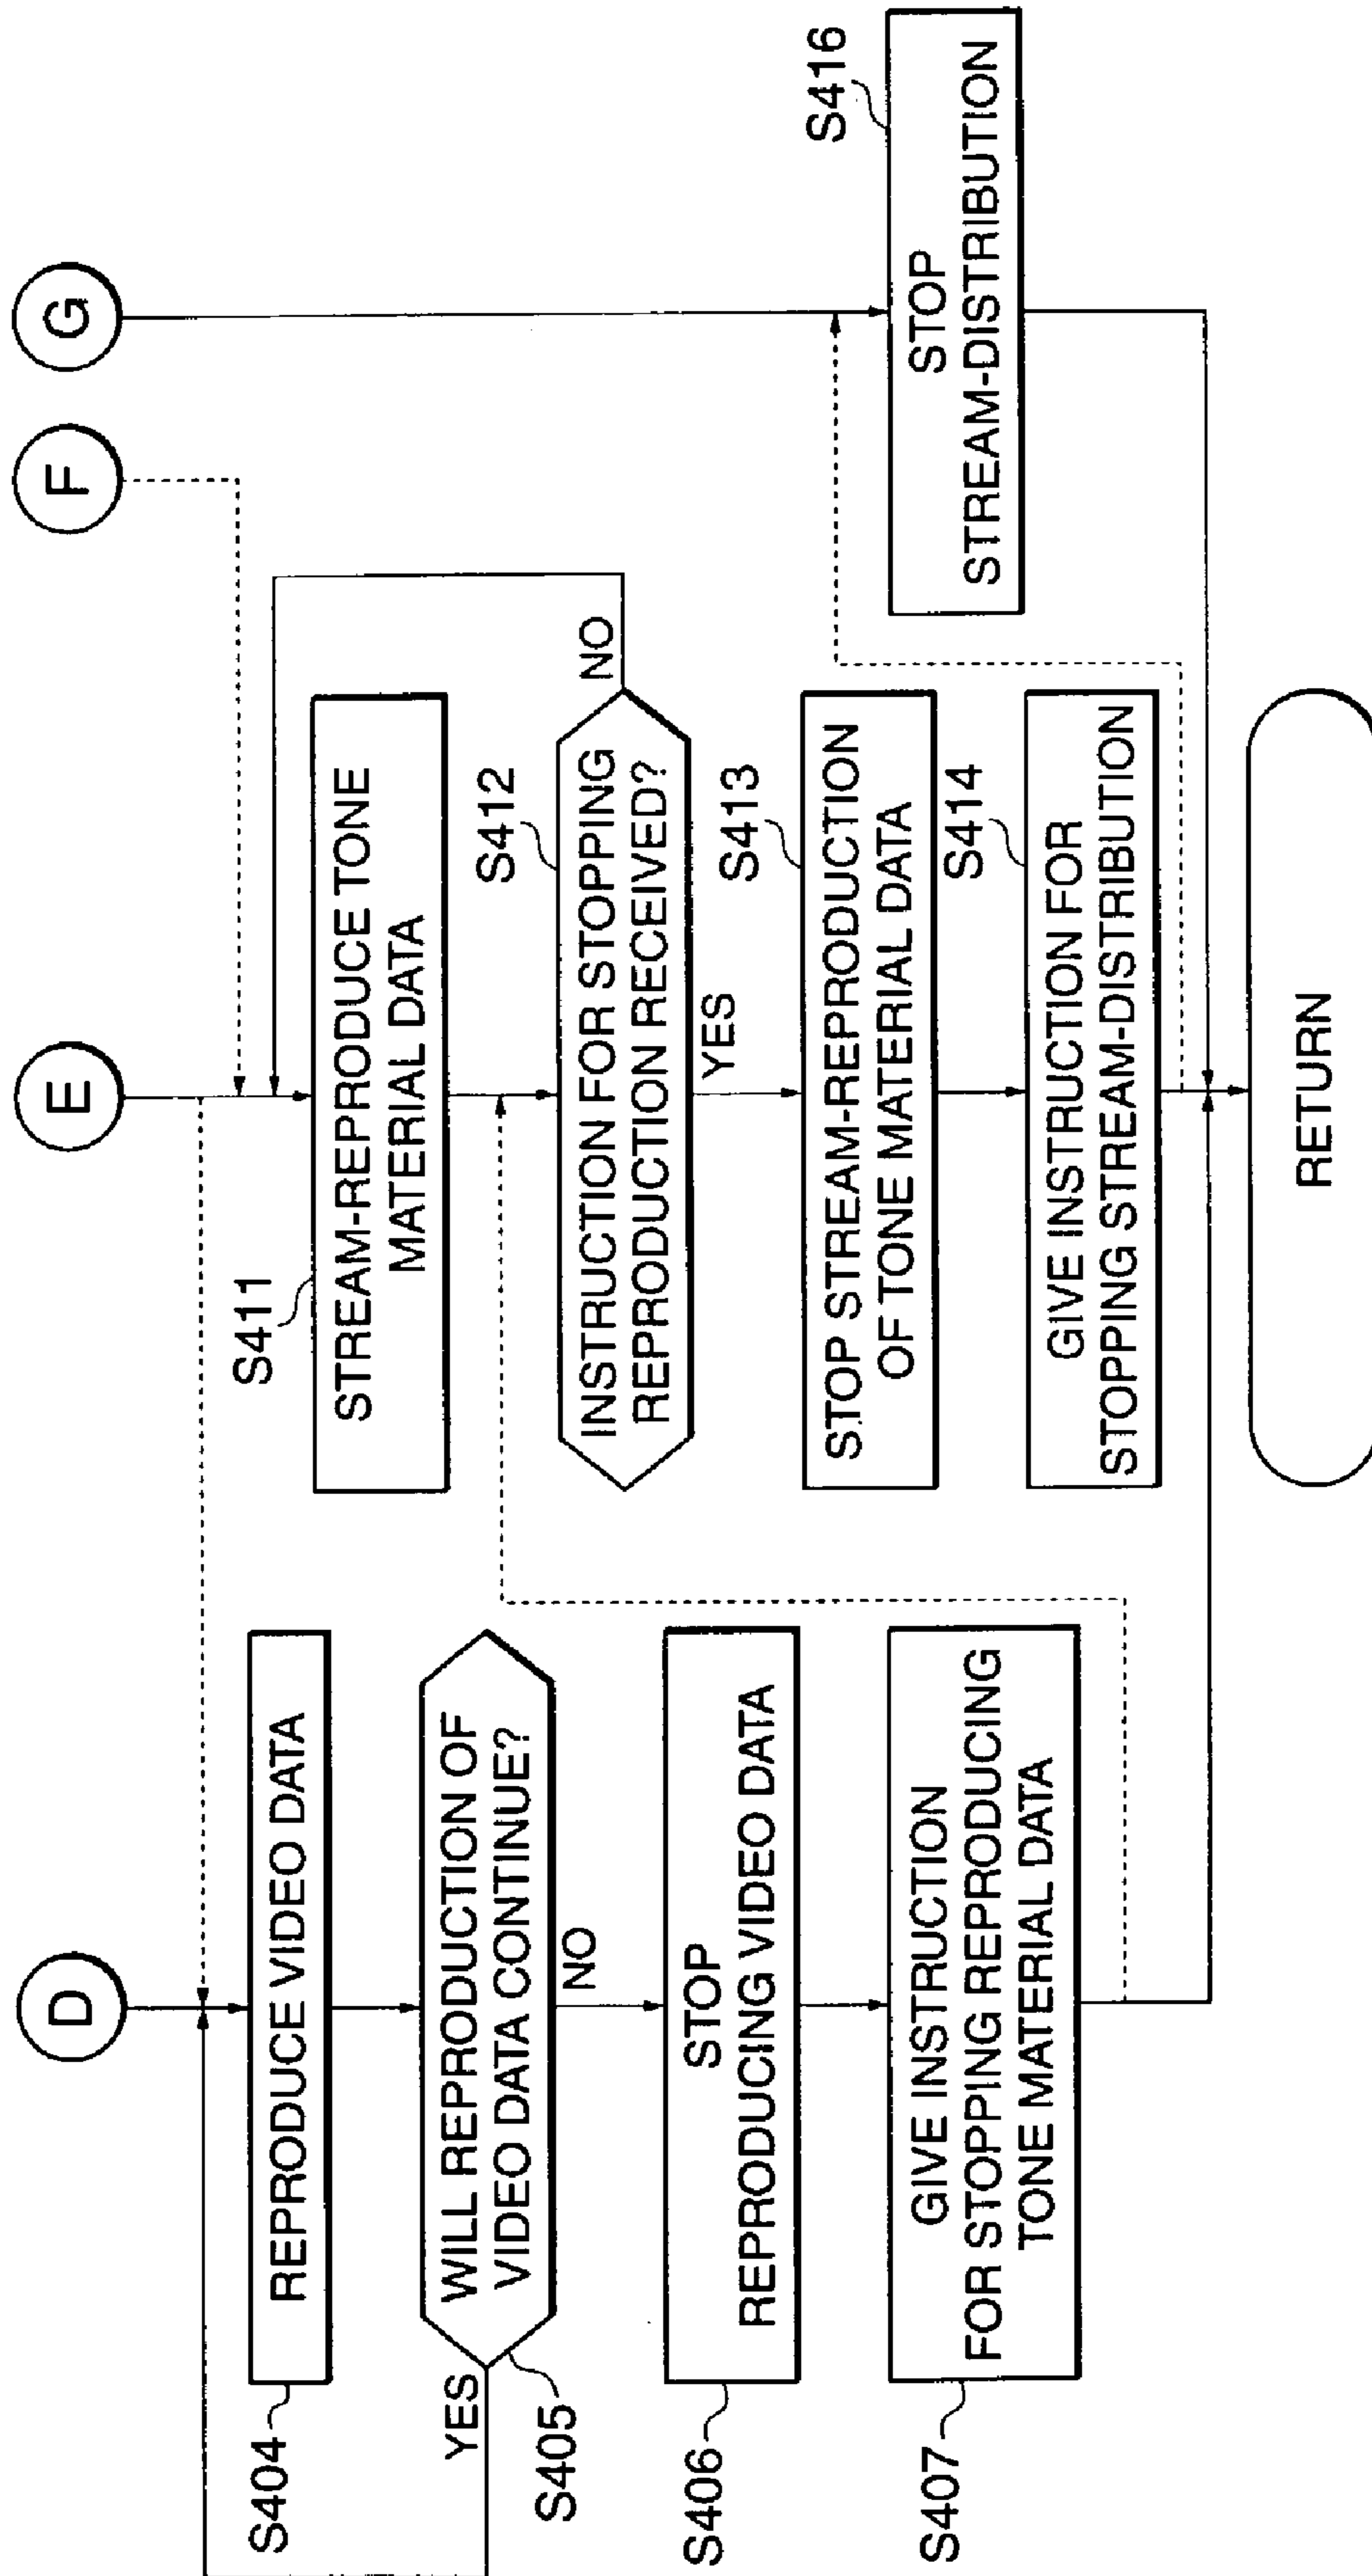 D
E
F
G
S404
REPRODUCE VIDEO DATA
YES
WILL REPRODUCTION OF
VIDEO DATA CONTINUE?
S405
NO
S406
STOP
REPRODUCING VIDEO DATA
S407
GIVE INSTRUCTION
FOR STOPPING REPRODUCING
TONE MATERIAL DATA
S411
STREAM-REPRODUCE TONE
MATERIAL DATA
S412
INSTRUCTION FOR STOPPING
REPRODUCTION RECEIVED?
NO
YES
S413
STOP STREAM-REPRODUCTION
OF TONE MATERIAL DATA
S414
GIVE INSTRUCTION FOR
STOPPING STREAM-DISTRIBUTION
S416
STOP
STREAM-DISTRIBUTION
RETURN